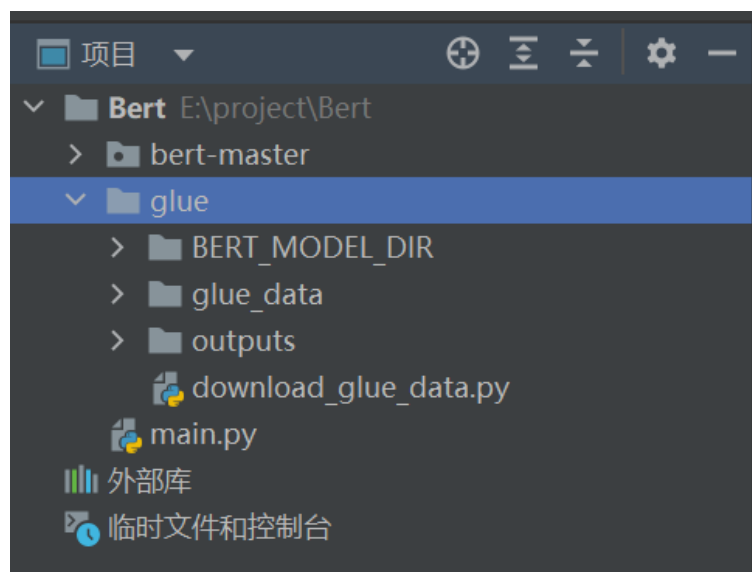 项目
Bert E:\project\Bert
bert-master
glue
BERT_MODEL_DIR
glue_data
outputs
download_glue_data.py
main.py
外部库
临时文件和控制台